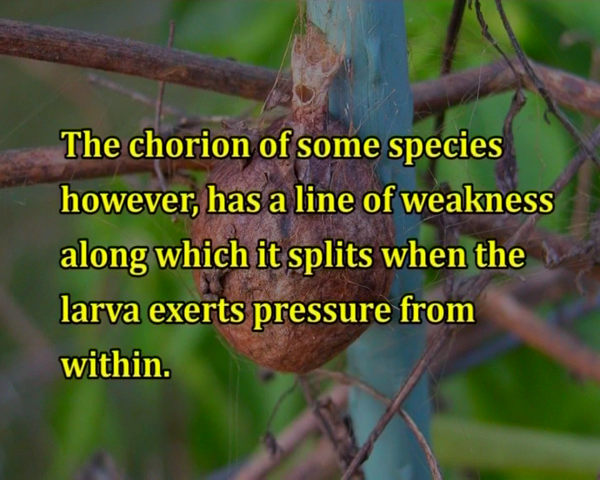 The chorion of some species
however, has a line of weakness
along which it splits when the
larva exerts pressure from
within.